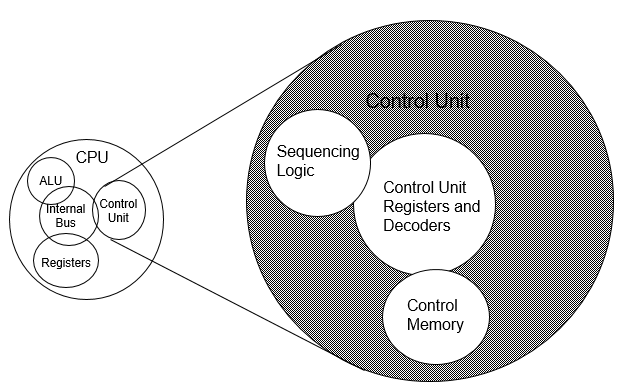 CPU
ALU
Internal
Bus
Control
Unit
Registers
Control Unit
Sequencing
Logic
Control Unit
Registers and
Decoders
Control
Memory